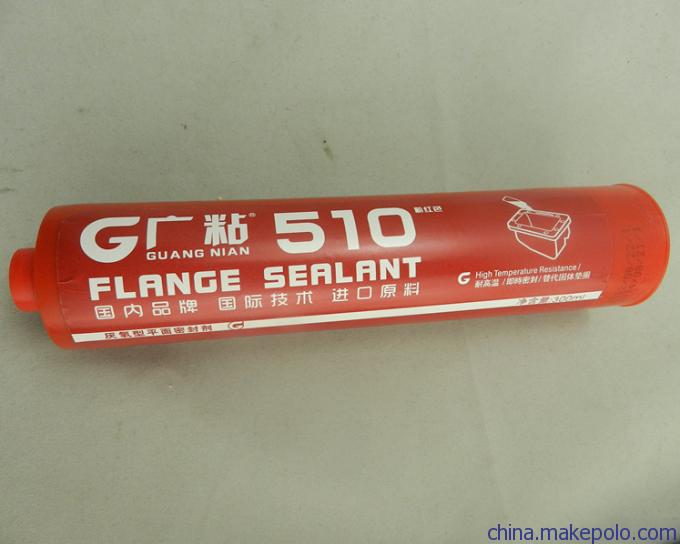 G广粘®
GUANG NIAN
510
粉红色
FLANGE SEALANT
国内品牌 国际技术 进口原料
厌氧型平面密封剂
G High Temperature Resistance/
耐高温/即時密封/替代固体垫圈
净含量:300ml
china.makepolo.com